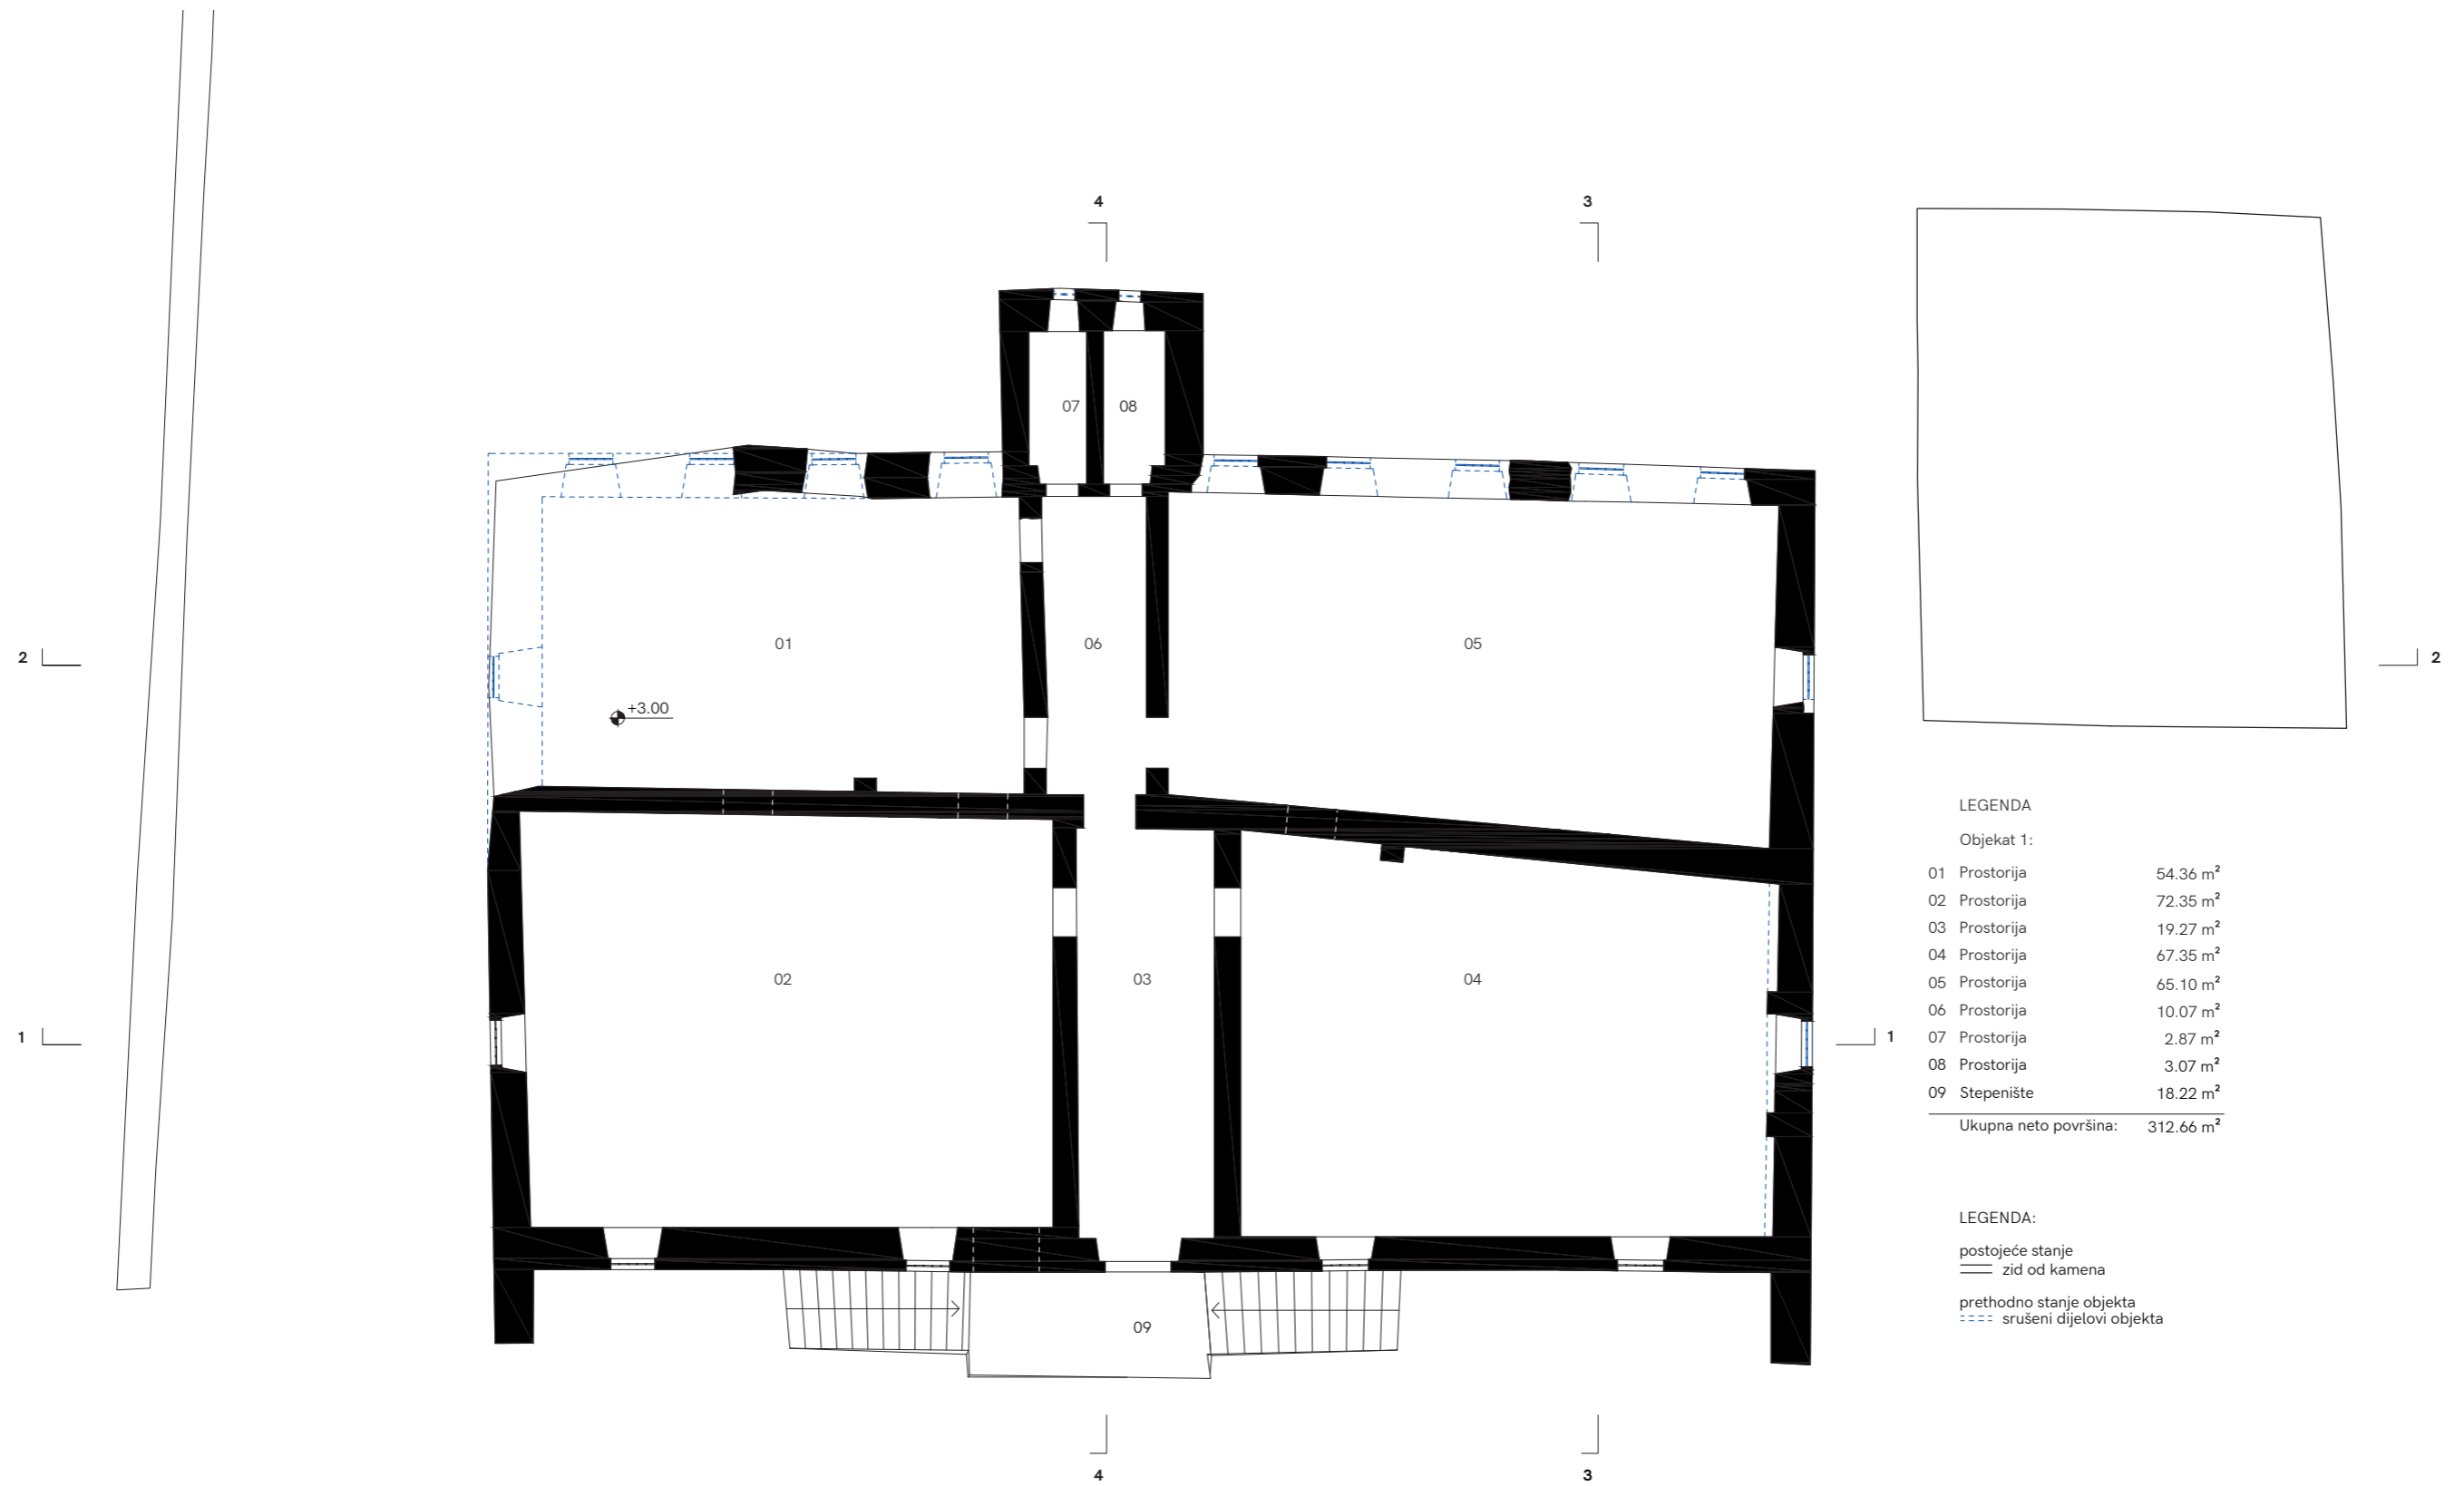 4
3
07
08
01
06
05
2
2
+3.00
02
03
04
1
1
09
4
3
LEGENDA
Objekat 1:
01 Prostorija 54.36 m²
02 Prostorija 72.35 m²
03 Prostorija 19.27 m²
04 Prostorija 67.35 m²
05 Prostorija 65.10 m²
06 Prostorija 10.07 m²
07 Prostorija 2.87 m²
08 Prostorija 3.07 m²
09 Stepenište 18.22 m²
Ukupna neto površina: 312.66 m²
LEGENDA:
postojeće stanje
zid od kamena
prethodno stanje objekta
srušeni dijelovi objekta